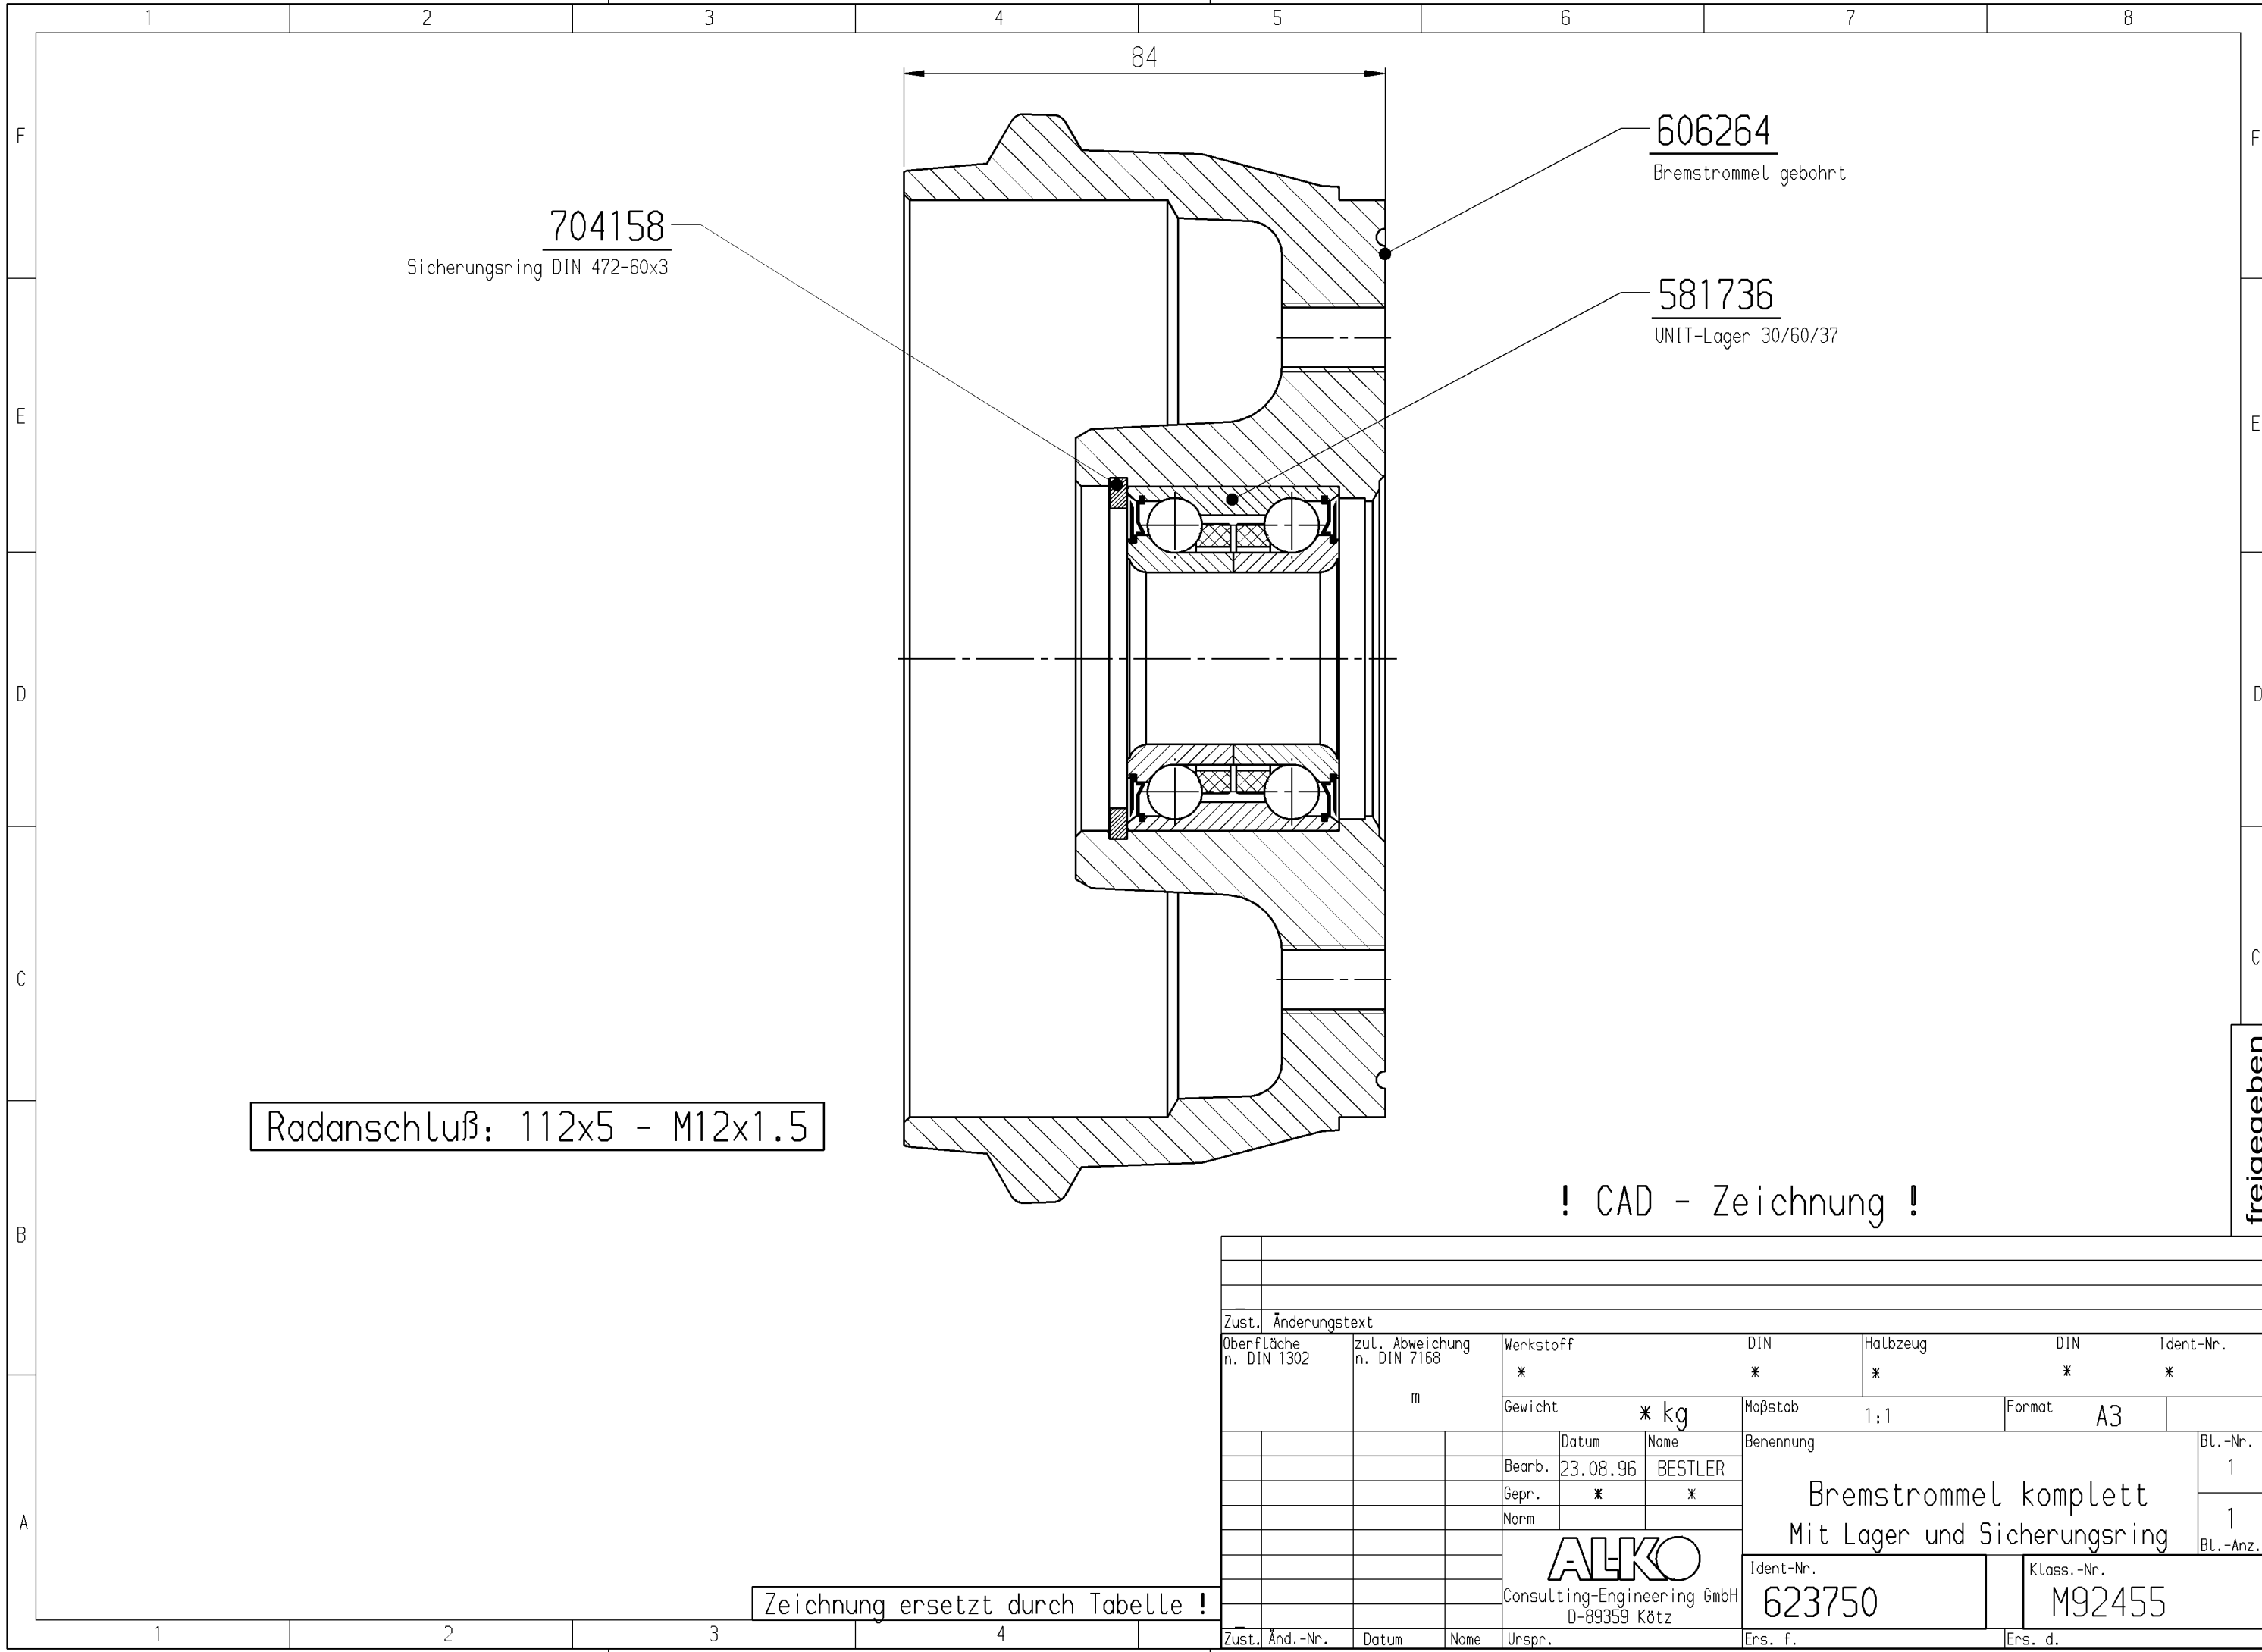 1 2 3 4 5 6 7 8
84
F F
606264
Bremstrommel gebohrt
704158
Sicherungsring DIN 472-60x3
581736
UNIT-Lager 30/60/37
E E
D D
C C
freigegeben
Radanschluß: 112x5 - M12x1.5
! CAD - Zeichnung !
B
Zust. Änderungstext
Oberfläche
n. DIN 1302
zul. Abweichung
n. DIN 7168
m
Werkstoff DIN Halbzeug DIN Ident-Nr.
* * * * *
Gewicht * kg Maßstab 1:1 Format A3
Datum Name
Bearb. 23.08.96 BESTLER
Gepr. * *
Norm
Benennung
Bremstrommel komplett
Mit Lager und Sicherungsring
Bl.-Nr.
1
1
Bl.-Anz.
A
AL-KO
Consulting-Engineering GmbH
D-89359 Kötz
Ident-Nr.
623750
Klass.-Nr.
M92455
Zeichnung ersetzt durch Tabelle !
Zust. Änd.-Nr. Datum Name Urspr. Ers. f. Ers. d.
1 2 3 4